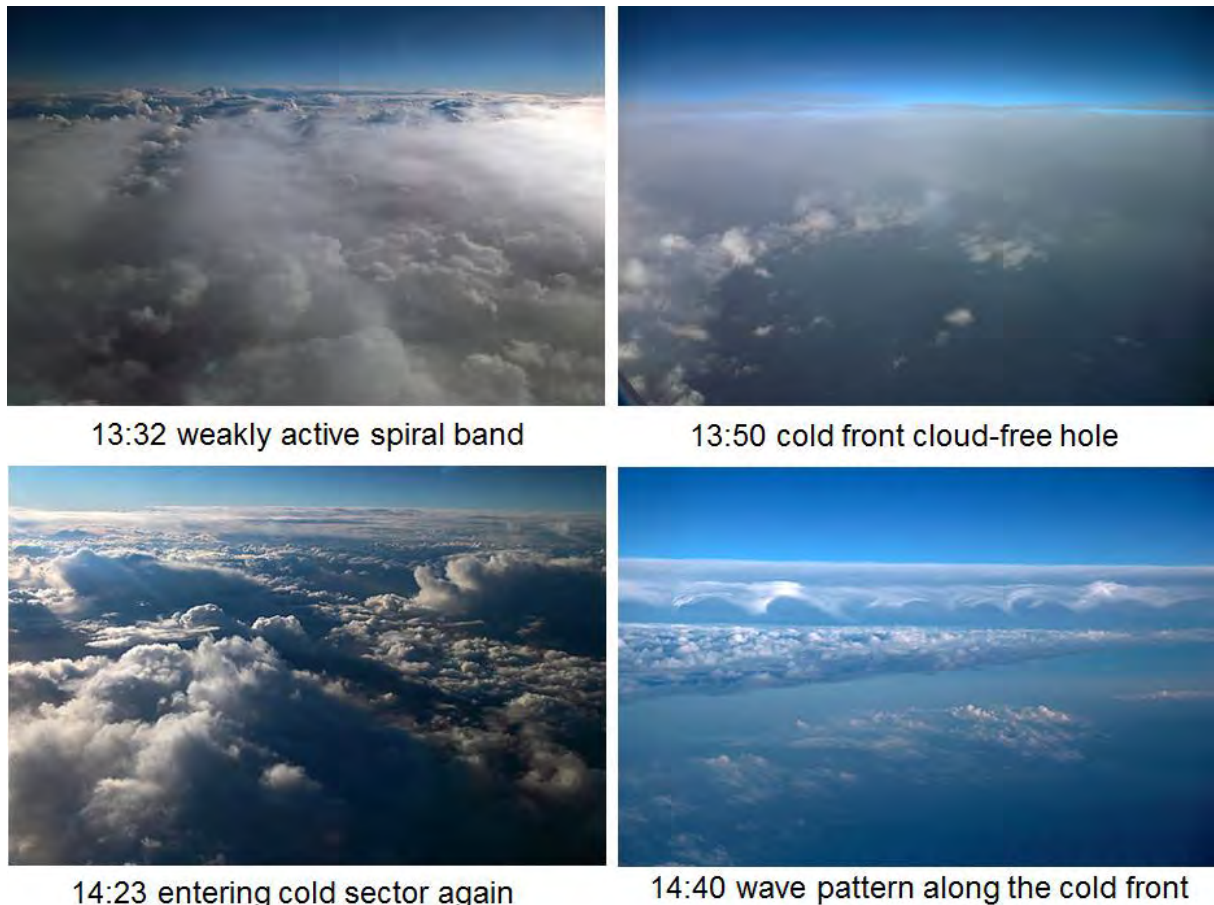 13:32 weakly active spiral band
13:50 cold front cloud-free hole
14:23 entering cold sector again
14:40 wave pattern along the cold front